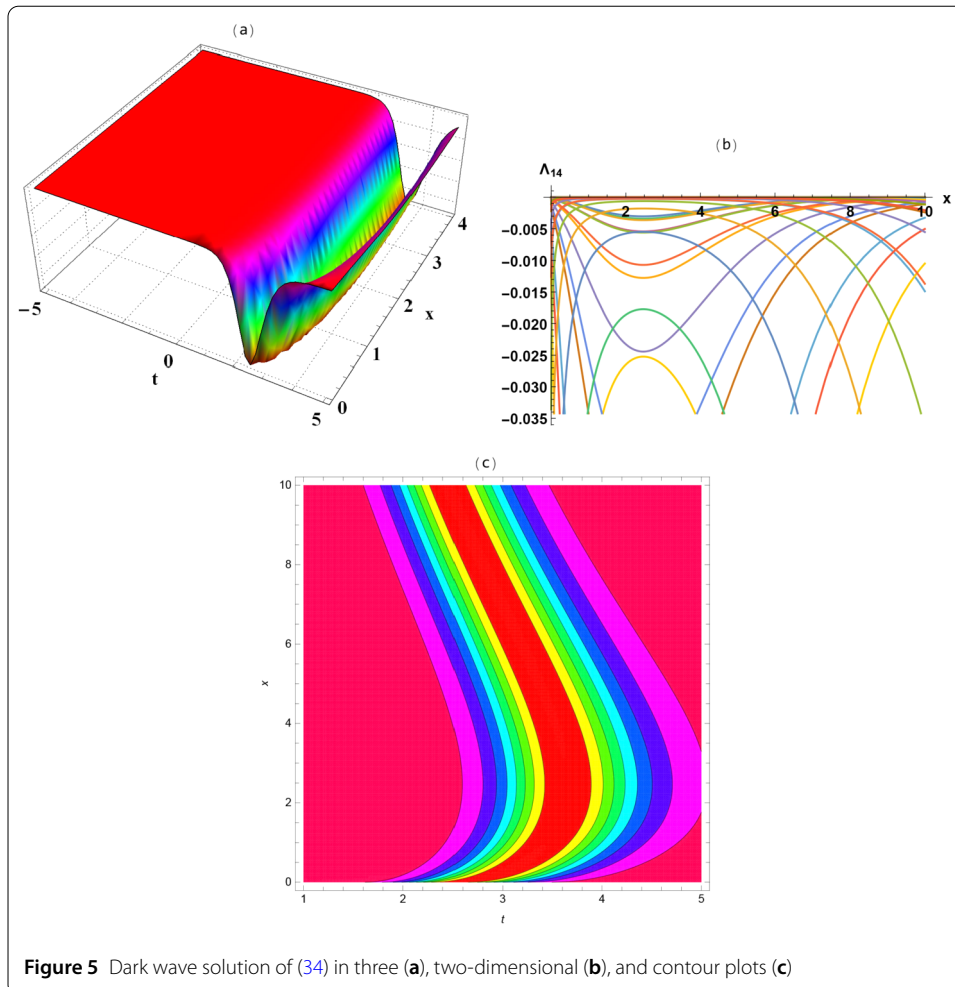 (a)
−5
0
t
5
0
1
2
x
3
4
(b)
Λ14
x
2 4 6 8 10
−0.005
−0.010
−0.015
−0.020
−0.025
−0.030
−0.035
(c)
10
8
6
x
4
2
0
1 2 3 4 5
t
Figure 5 Dark wave solution of (34) in three (a), two-dimensional (b), and contour plots (c)